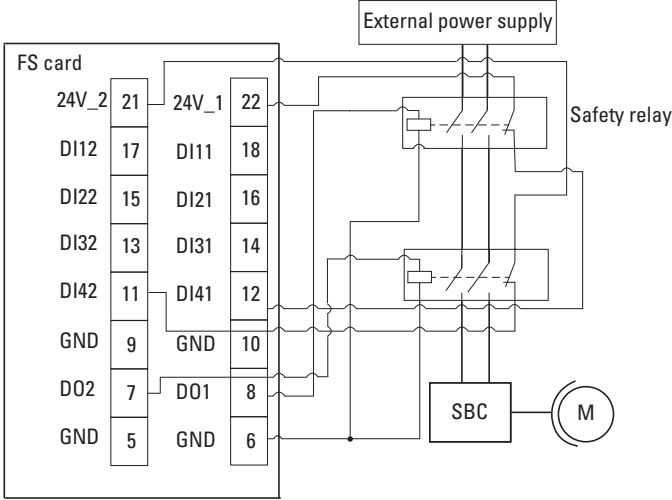 External power supply
FS card
24V_2 21 24V_1 22
Safety relay
DI12 17 DI11 18
DI22 15 DI21 16
DI32 13 DI31 14
DI42 11 DI41 12
GND 9 GND 10
DO2 7 DO1 8
SBC M
GND 5 GND 6